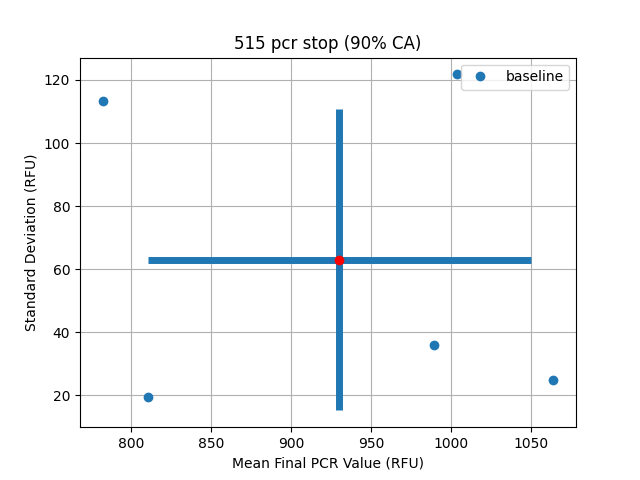 515 pcr stop (90% CA)
baseline
Standard Deviation (RFU)
120
100
80
60
40
20
800 850 900 950 1000 1050
Mean Final PCR Value (RFU)